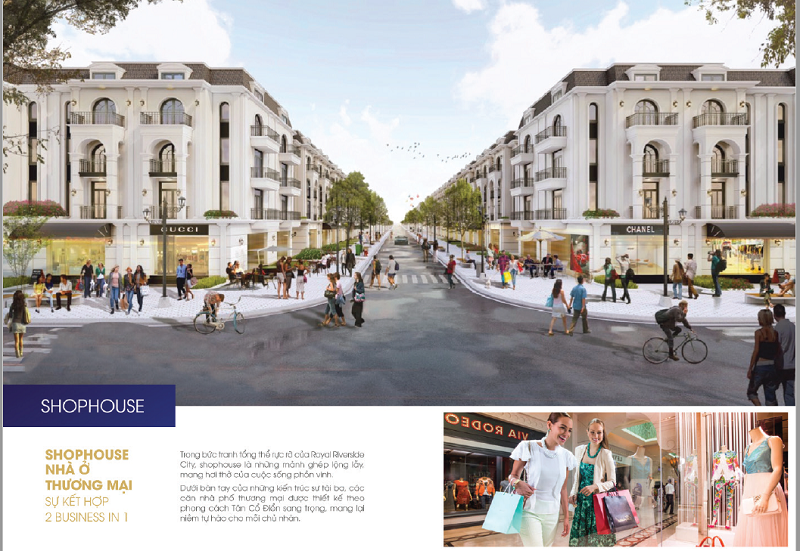 GUCCI
CHANEL
SHOPHOUSE
SHOPHOUSE
NHÀ Ở
THƯƠNG MẠI
SỰ KẾT HỢP
2 BUSINESS IN 1
Trong bức tranh tổng thể rực rỡ của Royal Riverside
City, shophouse là những mảnh ghép lộng lẫy,
mang hơi thở của cuộc sống phồn vinh.
Dưới bàn tay của những kiến trúc sư tài ba, các
căn nhà phố thương mại được thiết kế theo
phong cách Tân Cổ Điển sang trọng, mang lại
niềm tự hào cho mỗi chủ nhân.
VIA RODEO